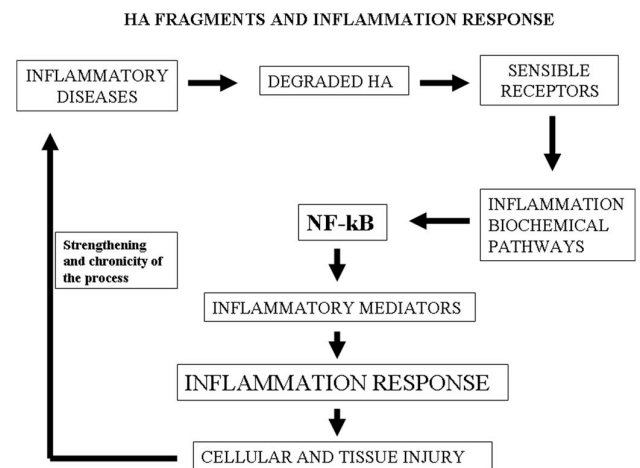 HA FRAGMENTS AND INFLAMMATION RESPONSE
INFLAMMATORY
DISEASES
DEGRADED HA
SENSIBLE
RECEPTORS
INFLAMMATION
BIOCHEMICAL
PATHWAYS
NF-kB
Strengthening
and chronicity of
the process
INFLAMMATORY MEDIATORS
INFLAMMATION RESPONSE
CELLULAR AND TISSUE INJURY